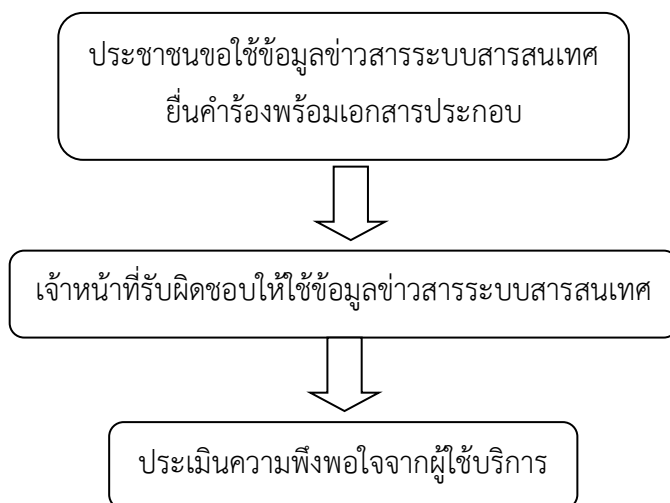 ประชาชนขอใช้ข้อมูลข่าวสารระบบสารสนเทศ
ยื่นคำร้องพร้อมเอกสารประกอบ
เจ้าหน้าที่รับผิดชอบให้ใช้ข้อมูลข่าวสารระบบสารสนเทศ
ประเมินความพึงพอใจจากผู้ใช้บริการ